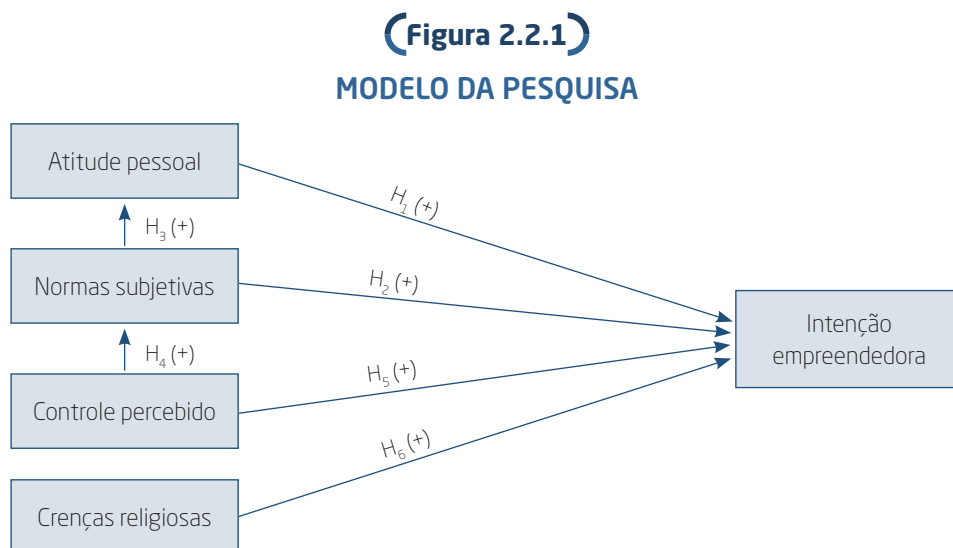 Figura 2.2.1
MODELO DA PESQUISA
Atitude pessoal
H₁ (+)
H₃ (+)
Normas subjetivas
H₂ (+)
Intenção
empreendedora
H₄ (+)
H₅ (+)
Controle percebido
H₆ (+)
Crenças religiosas